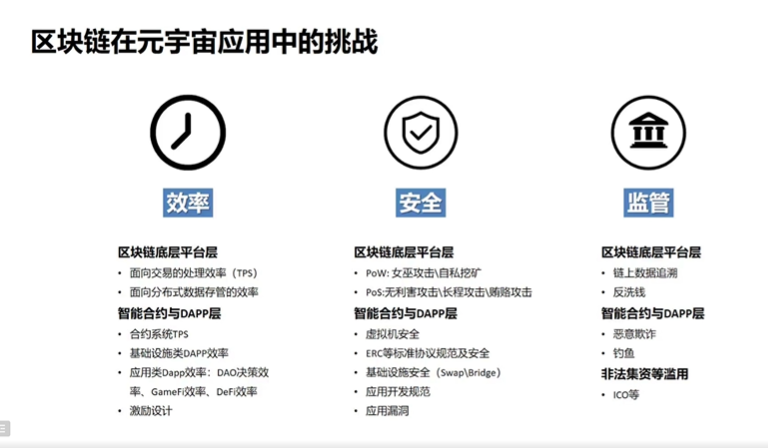 区块链在元宇宙应用中的挑战
效率
区块链底层平台层
• 面向交易的处理效率（TPS）
• 面向分布式数据存管的效率
智能合约与DAPP层
• 合约系统TPS
• 基础设施类DAPP效率
• 应用类Dapp效率：DAO决策效
率、GameFi效率、DeFi效率
• 激励设计
安全
区块链底层平台层
• PoW: 女巫攻击\自私挖矿
• PoS:无利害攻击\长程攻击\贿赂攻击
智能合约与DAPP层
• 虚拟机安全
• ERC等标准协议规范及安全
• 基础设施安全（Swap\Bridge）
• 应用开发规范
• 应用漏洞
监管
区块链底层平台层
• 链上数据追溯
• 反洗钱
智能合约与DAPP层
• 恶意欺诈
• 钓鱼
非法集资等滥用
• ICO等